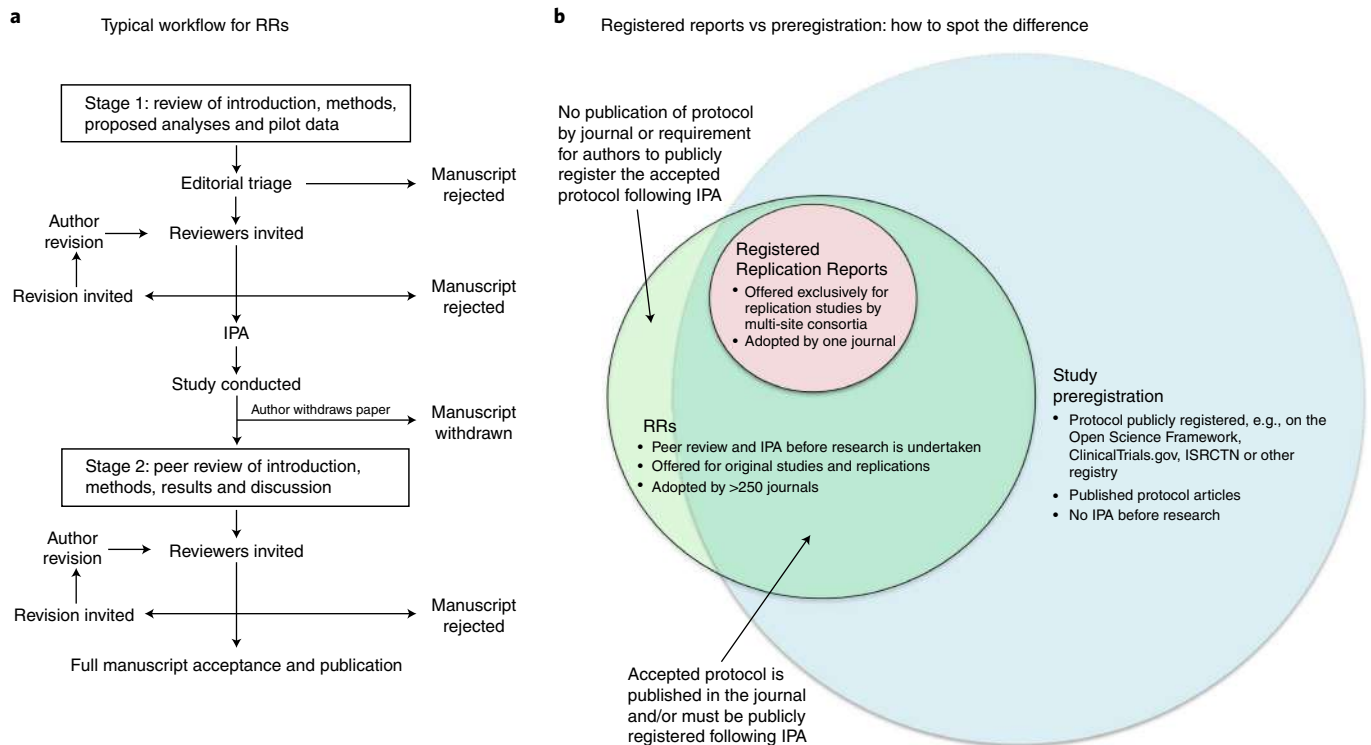 a
Typical workflow for RRs
Stage 1: review of introduction, methods,
proposed analyses and pilot data
Editorial triage
Manuscript
rejected
Author
revision
Reviewers invited
Revision invited
Manuscript
rejected
IPA
Study conducted
Author withdraws paper
Manuscript
withdrawn
Stage 2: peer review of introduction,
methods, results and discussion
Author
revision
Reviewers invited
Revision invited
Manuscript
rejected
Full manuscript acceptance and publication
b
Registered reports vs preregistration: how to spot the difference
No publication of protocol
by journal or requirement
for authors to publicly
register the accepted
protocol following IPA
Registered
Replication Reports
• Offered exclusively for
replication studies by
multi-site consortia
• Adopted by one journal
RRs
• Peer review and IPA before research is undertaken
• Offered for original studies and replications
• Adopted by >250 journals
Study
preregistration
• Protocol publicly registered, e.g., on the
Open Science Framework,
ClinicalTrials.gov, ISRCTN or other
registry
• Published protocol articles
• No IPA before research
Accepted protocol is
published in the journal
and/or must be publicly
registered following IPA